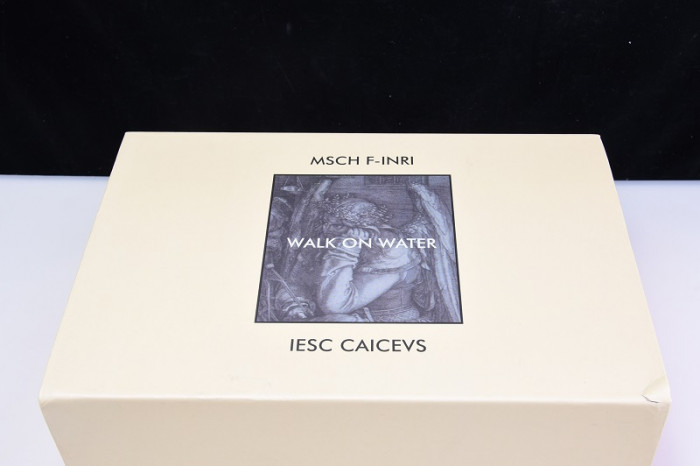 MSCH F-INRI
WALK ON WATER
IESC CAICEVS